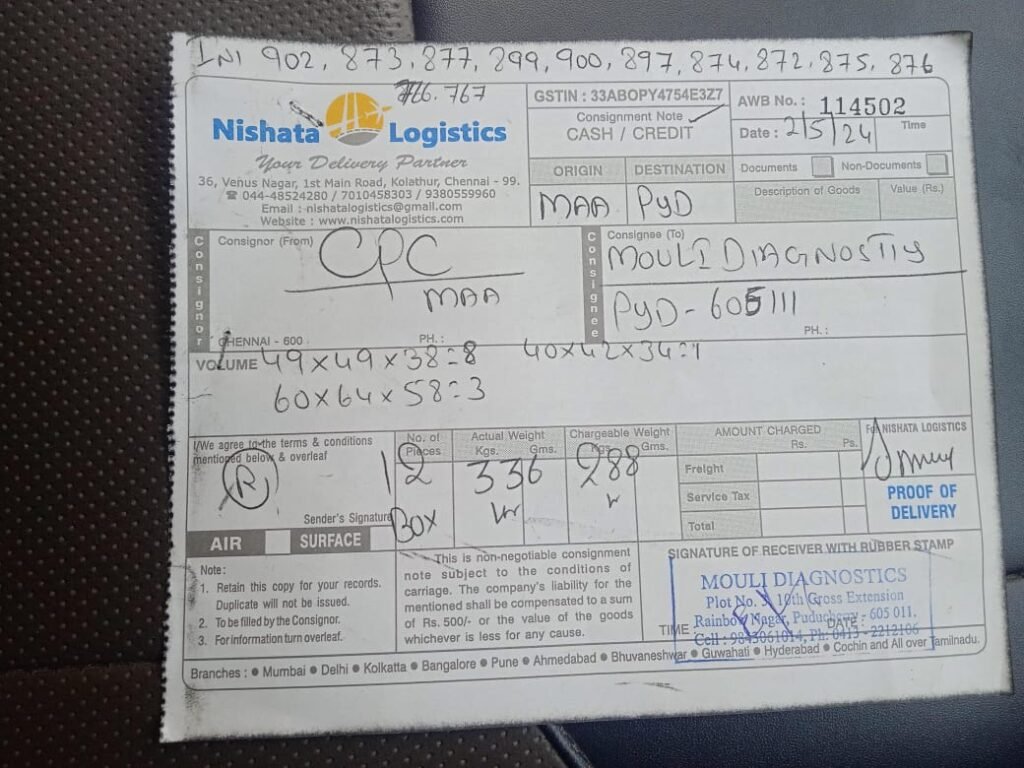 INI 902, 873, 877, 899, 900, 897, 874, 872, 875, 876
766.767
Nishata Logistics
Your Delivery Partner
36, Venus Nagar, 1st Main Road, Kolathur, Chennai - 99.
☎ 044-48524280 / 7010458303 / 9380559960
Email : nishatalogistics@gmail.com
Website : www.nishatalogistics.com
GSTIN : 33ABOPY4754E3Z7
Consignment Note
CASH / CREDIT
AWB No. : 114502
Date : 2/5/24 Time
ORIGIN DESTINATION
MAA PYD
Documents Non-Documents
Description of Goods Value (Rs.)
Consignor
Consignor (From)
CPC
MAA
CHENNAI - 600 PH. :
Consignee
Consignee (To)
MOULI DIAGNOSTIS
PYD - 605111
PH. :
VOLUME 49x49x38=8 40x42x34=1
60x64x58=3
I/We agree to the terms & conditions
mentioned below & overleaf
R
Sender's Signature
AIR SURFACE
No. of Pieces
12
BOX
Actual Weight
Kgs. Gms.
336
Chargeable Weight
Kgs. Gms.
288
AMOUNT CHARGED
Rs. Ps.
Freight
Service Tax
Total
For NISHATA LOGISTICS
PROOF OF
DELIVERY
Note :
1. Retain this copy for your records.
Duplicate will not be issued.
2. To be filled by the Consignor.
3. For information turn overleaf.
This is non-negotiable consignment
note subject to the conditions of
carriage. The company's liability for the
mentioned shall be compensated to a sum
of Rs. 500/- or the value of the goods
whichever is less for any cause.
SIGNATURE OF RECEIVER WITH RUBBER STAMP
MOULI DIAGNOSTICS
Plot No. 3, 10th Cross Extension
Rainbow Nagar, Puducherry - 605 011.
Cell : 9843061014, Ph: 0413 - 2212106
TIME DATE
Branches : ● Mumbai ● Delhi ● Kolkatta ● Bangalore ● Pune ● Ahmedabad ● Bhuvaneshwar ● Guwahati ● Hyderabad ● Cochin and All over Tamilnadu.